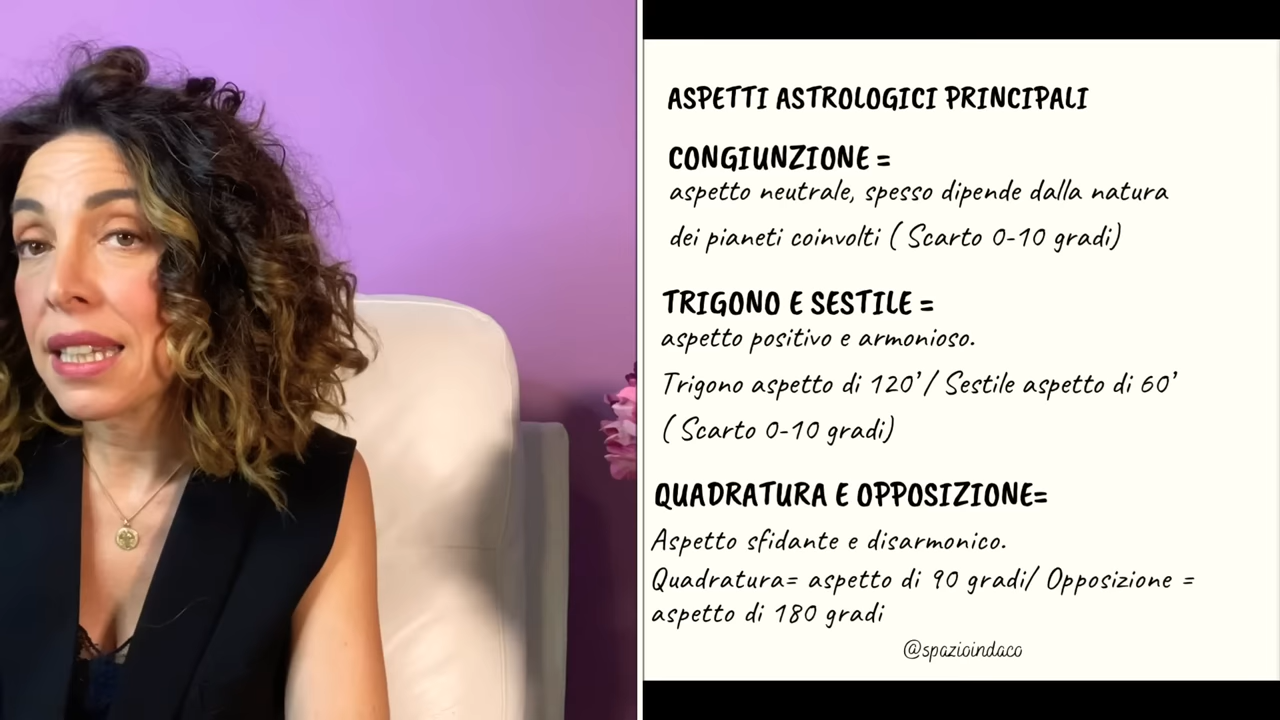 ASPETTI ASTROLOGICI PRINCIPALI
CONGIUNZIONE =
aspetto neutrale, spesso dipende dalla natura
dei pianeti coinvolti ( Scarto 0-10 gradi)
TRIGONO E SESTILE =
aspetto positivo e armonioso.
Trigono aspetto di 120'/ Sestile aspetto di 60'
( Scarto 0-10 gradi)
QUADRATURA E OPPOSIZIONE=
Aspetto sfidante e disarmonico.
Quadratura= aspetto di 90 gradi/ Opposizione =
aspetto di 180 gradi
@spazioindaco